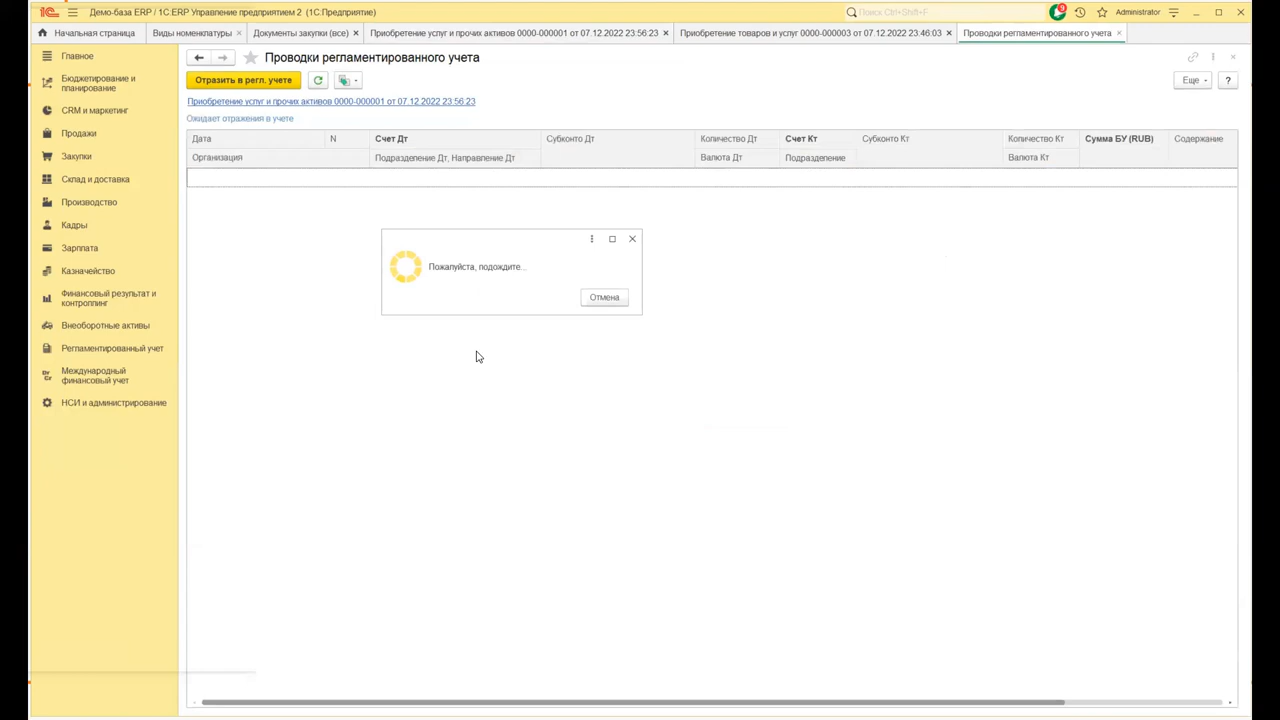 Демо-база ERP / 1С:ERP Управление предприятием 2 (1С:Предприятие)
Поиск Ctrl+Shift+F
Administrator
Начальная страница
Виды номенклатуры ×
Документы закупки (все) ×
Приобретение услуг и прочих активов 0000-000001 от 07.12.2022 23:56:23 ×
Приобретение товаров и услуг 0000-000003 от 07.12.2022 23:46:03 ×
Проводки регламентированного учета ×
Главное
Бюджетирование и
планирование
CRM и маркетинг
Продажи
Закупки
Склад и доставка
Производство
Кадры
Зарплата
Казначейство
Финансовый результат и
контроллинг
Внеоборотные активы
Регламентированный учет
Международный
финансовый учет
НСИ и администрирование
Проводки регламентированного учета
Отразить в регл. учете
Еще
?
Приобретение услуг и прочих активов 0000-000001 от 07.12.2022 23:56:23
Ожидает отражения в учете
Дата N Счет Дт Субконто Дт Количество Дт Счет Кт Субконто Кт Количество Кт Сумма БУ (RUB) Содержание
Организация Подразделение Дт, Направление Дт Валюта Дт Подразделение Валюта Кт
Пожалуйста, подождите...
Отмена